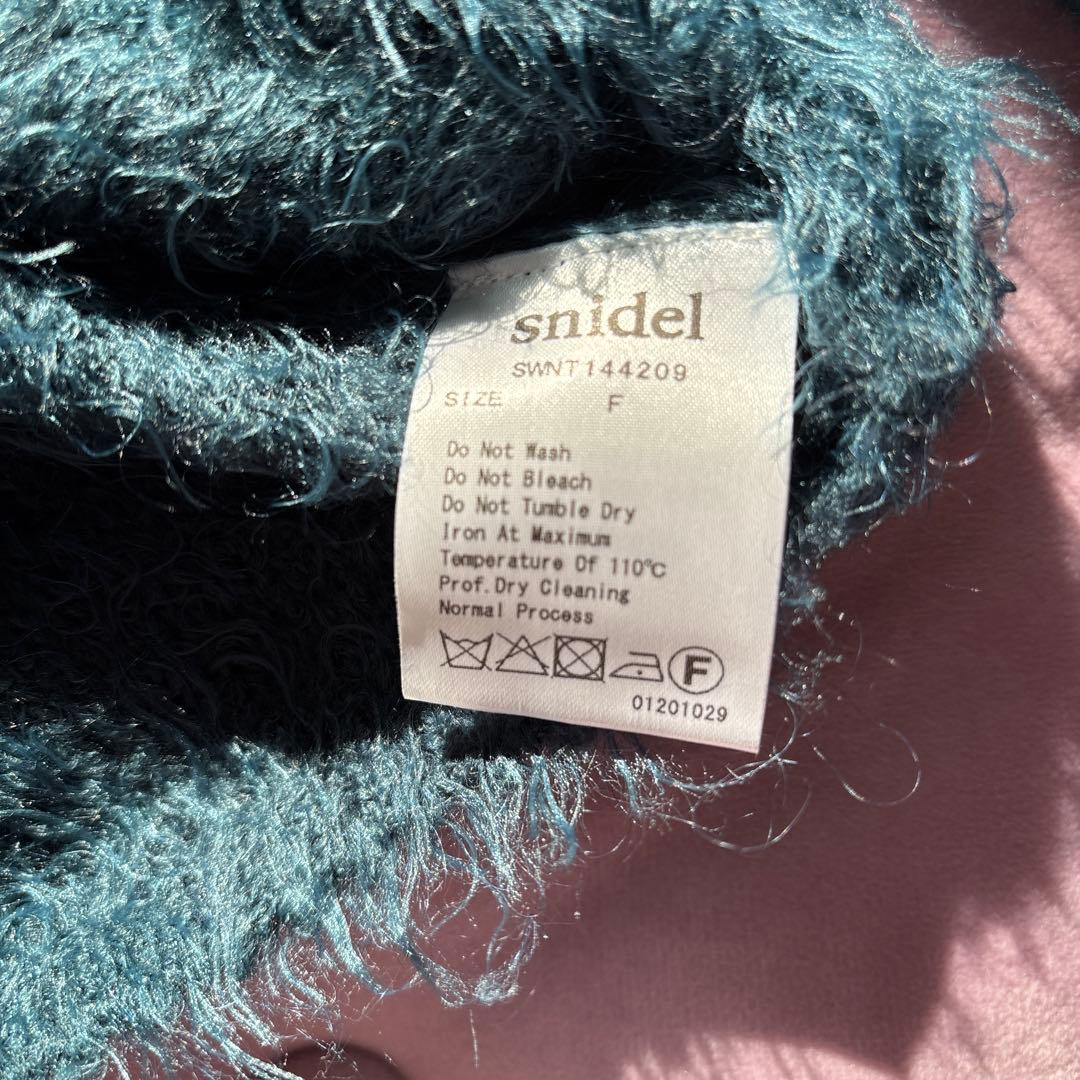 snidel
SWNT144209
SIZE F
Do Not Wash
Do Not Bleach
Do Not Tumble Dry
Iron At Maximum
Temperature Of 110℃
Prof.Dry Cleaning
Normal Process
F
01201029